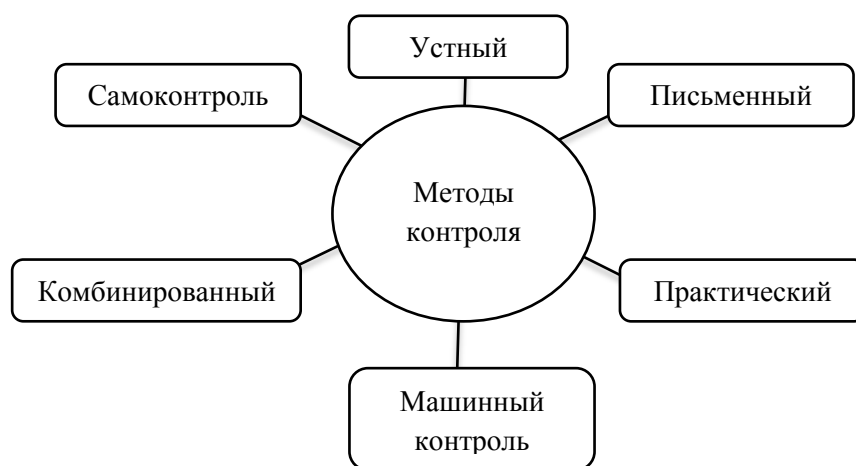 Устный
Самоконтроль
Письменный
Методы
контроля
Комбинированный
Практический
Машинный
контроль